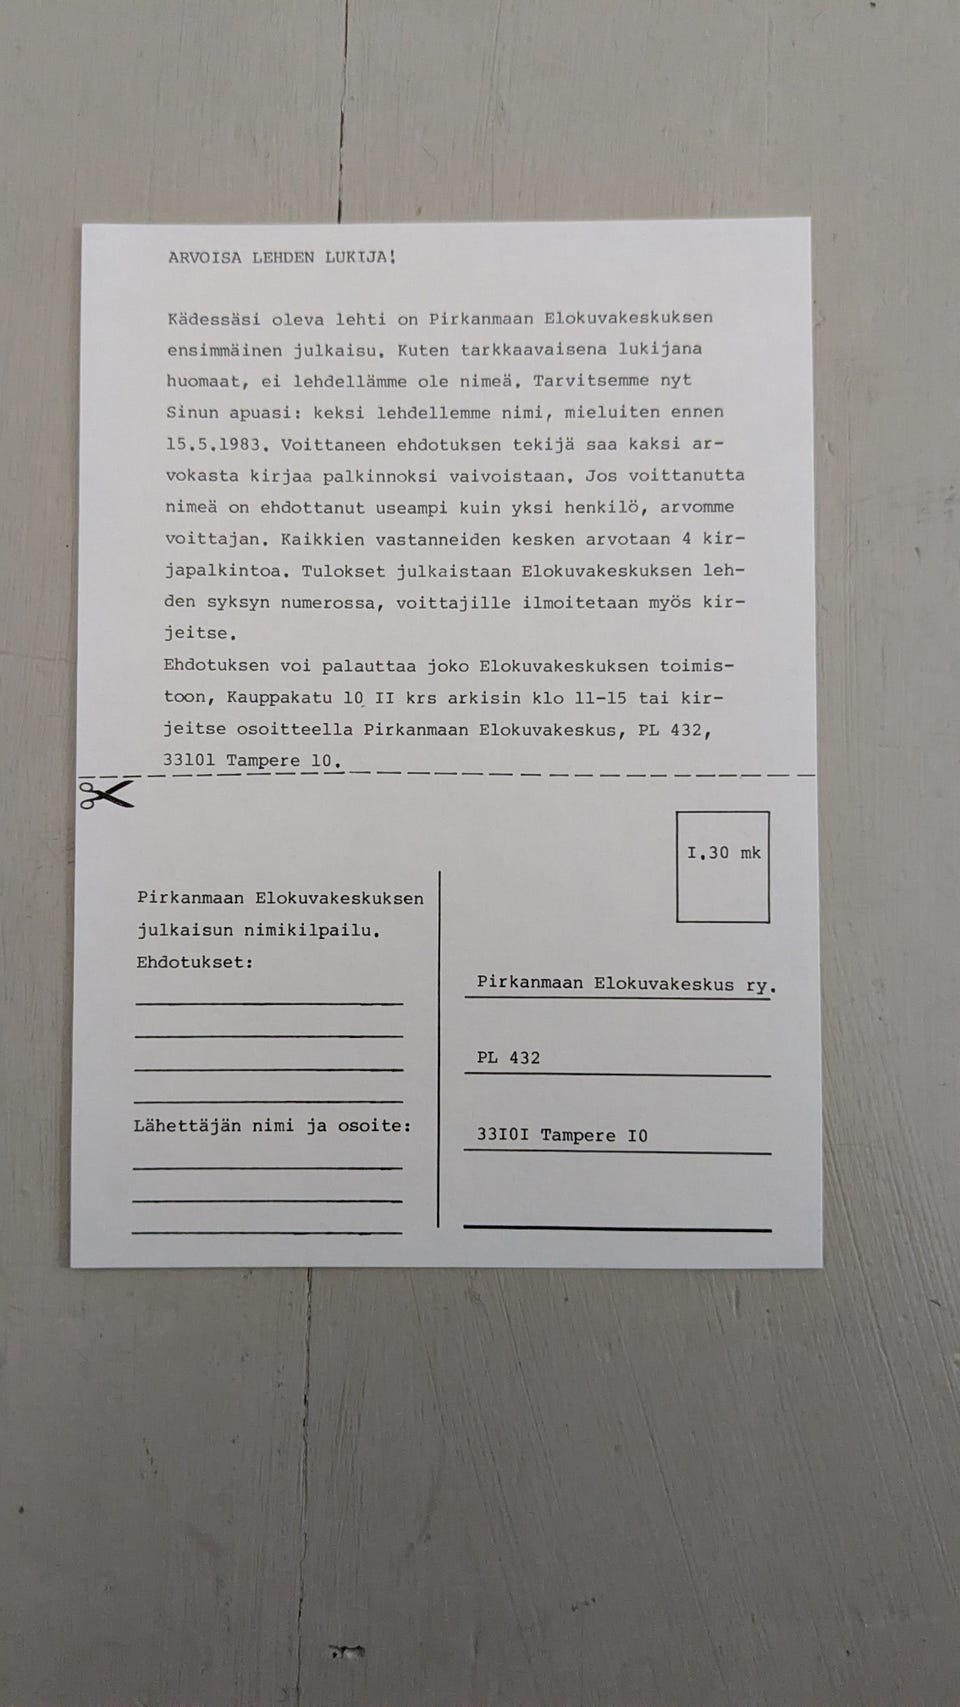 ARVOISA LEHDEN LUKIJA!
Kädessäsi oleva lehti on Pirkanmaan Elokuvakeskuksen
ensimmäinen julkaisu. Kuten tarkkaavaisena lukijana
huomaat, ei lehdellämme ole nimeä. Tarvitsemme nyt
Sinun apuasi: keksi lehdellemme nimi, mieluiten ennen
15.5.1983. Voittaneen ehdotuksen tekijä saa kaksi ar-
vokasta kirjaa palkinnoksi vaivoistaan. Jos voittanutta
nimeä on ehdottanut useampi kuin yksi henkilö, arvomme
voittajan. Kaikkien vastanneiden kesken arvotaan 4 kir-
japalkintoa. Tulokset julkaistaan Elokuvakeskuksen leh-
den syksyn numerossa, voittajille ilmoitetaan myös kir-
jeitse.
Ehdotuksen voi palauttaa joko Elokuvakeskuksen toimis-
toon, Kauppakatu 10 II krs arkisin klo 11-15 tai kir-
jeitse osoitteella Pirkanmaan Elokuvakeskus, PL 432,
33101 Tampere 10.
I.30 mk
Pirkanmaan Elokuvakeskuksen
julkaisun nimikilpailu.
Ehdotukset:
Lähettäjän nimi ja osoite:
Pirkanmaan Elokuvakeskus ry.
PL 432
33I0I Tampere I0